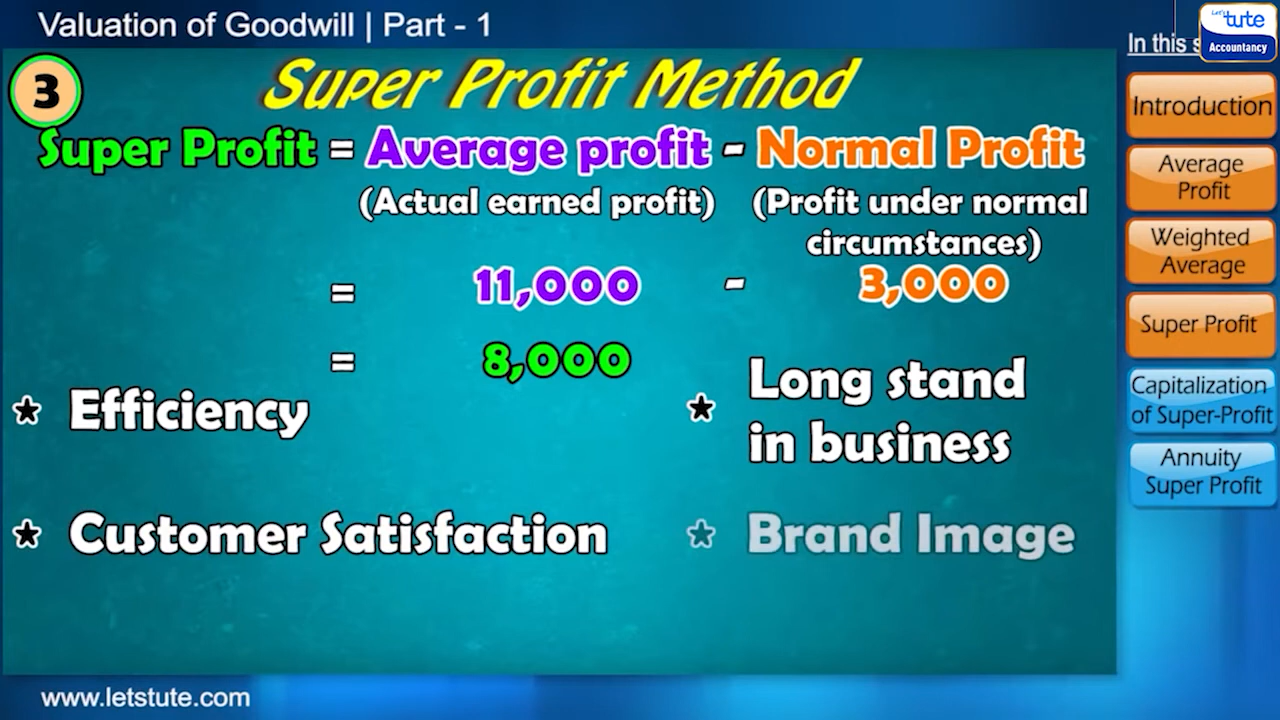 Valuation of Goodwill | Part - 1
Let's
tute
Accountancy
In this s
3
Super Profit Method
Super Profit = Average profit - Normal Profit
(Actual earned profit) (Profit under normal
circumstances)
= 11,000 - 3,000
= 8,000
★ Efficiency
★ Long stand
in business
★ Customer Satisfaction
★ Brand Image
Introduction
Average
Profit
Weighted
Average
Super Profit
Capitalization
of Super-Profit
Annuity
Super Profit
www.letstute.com